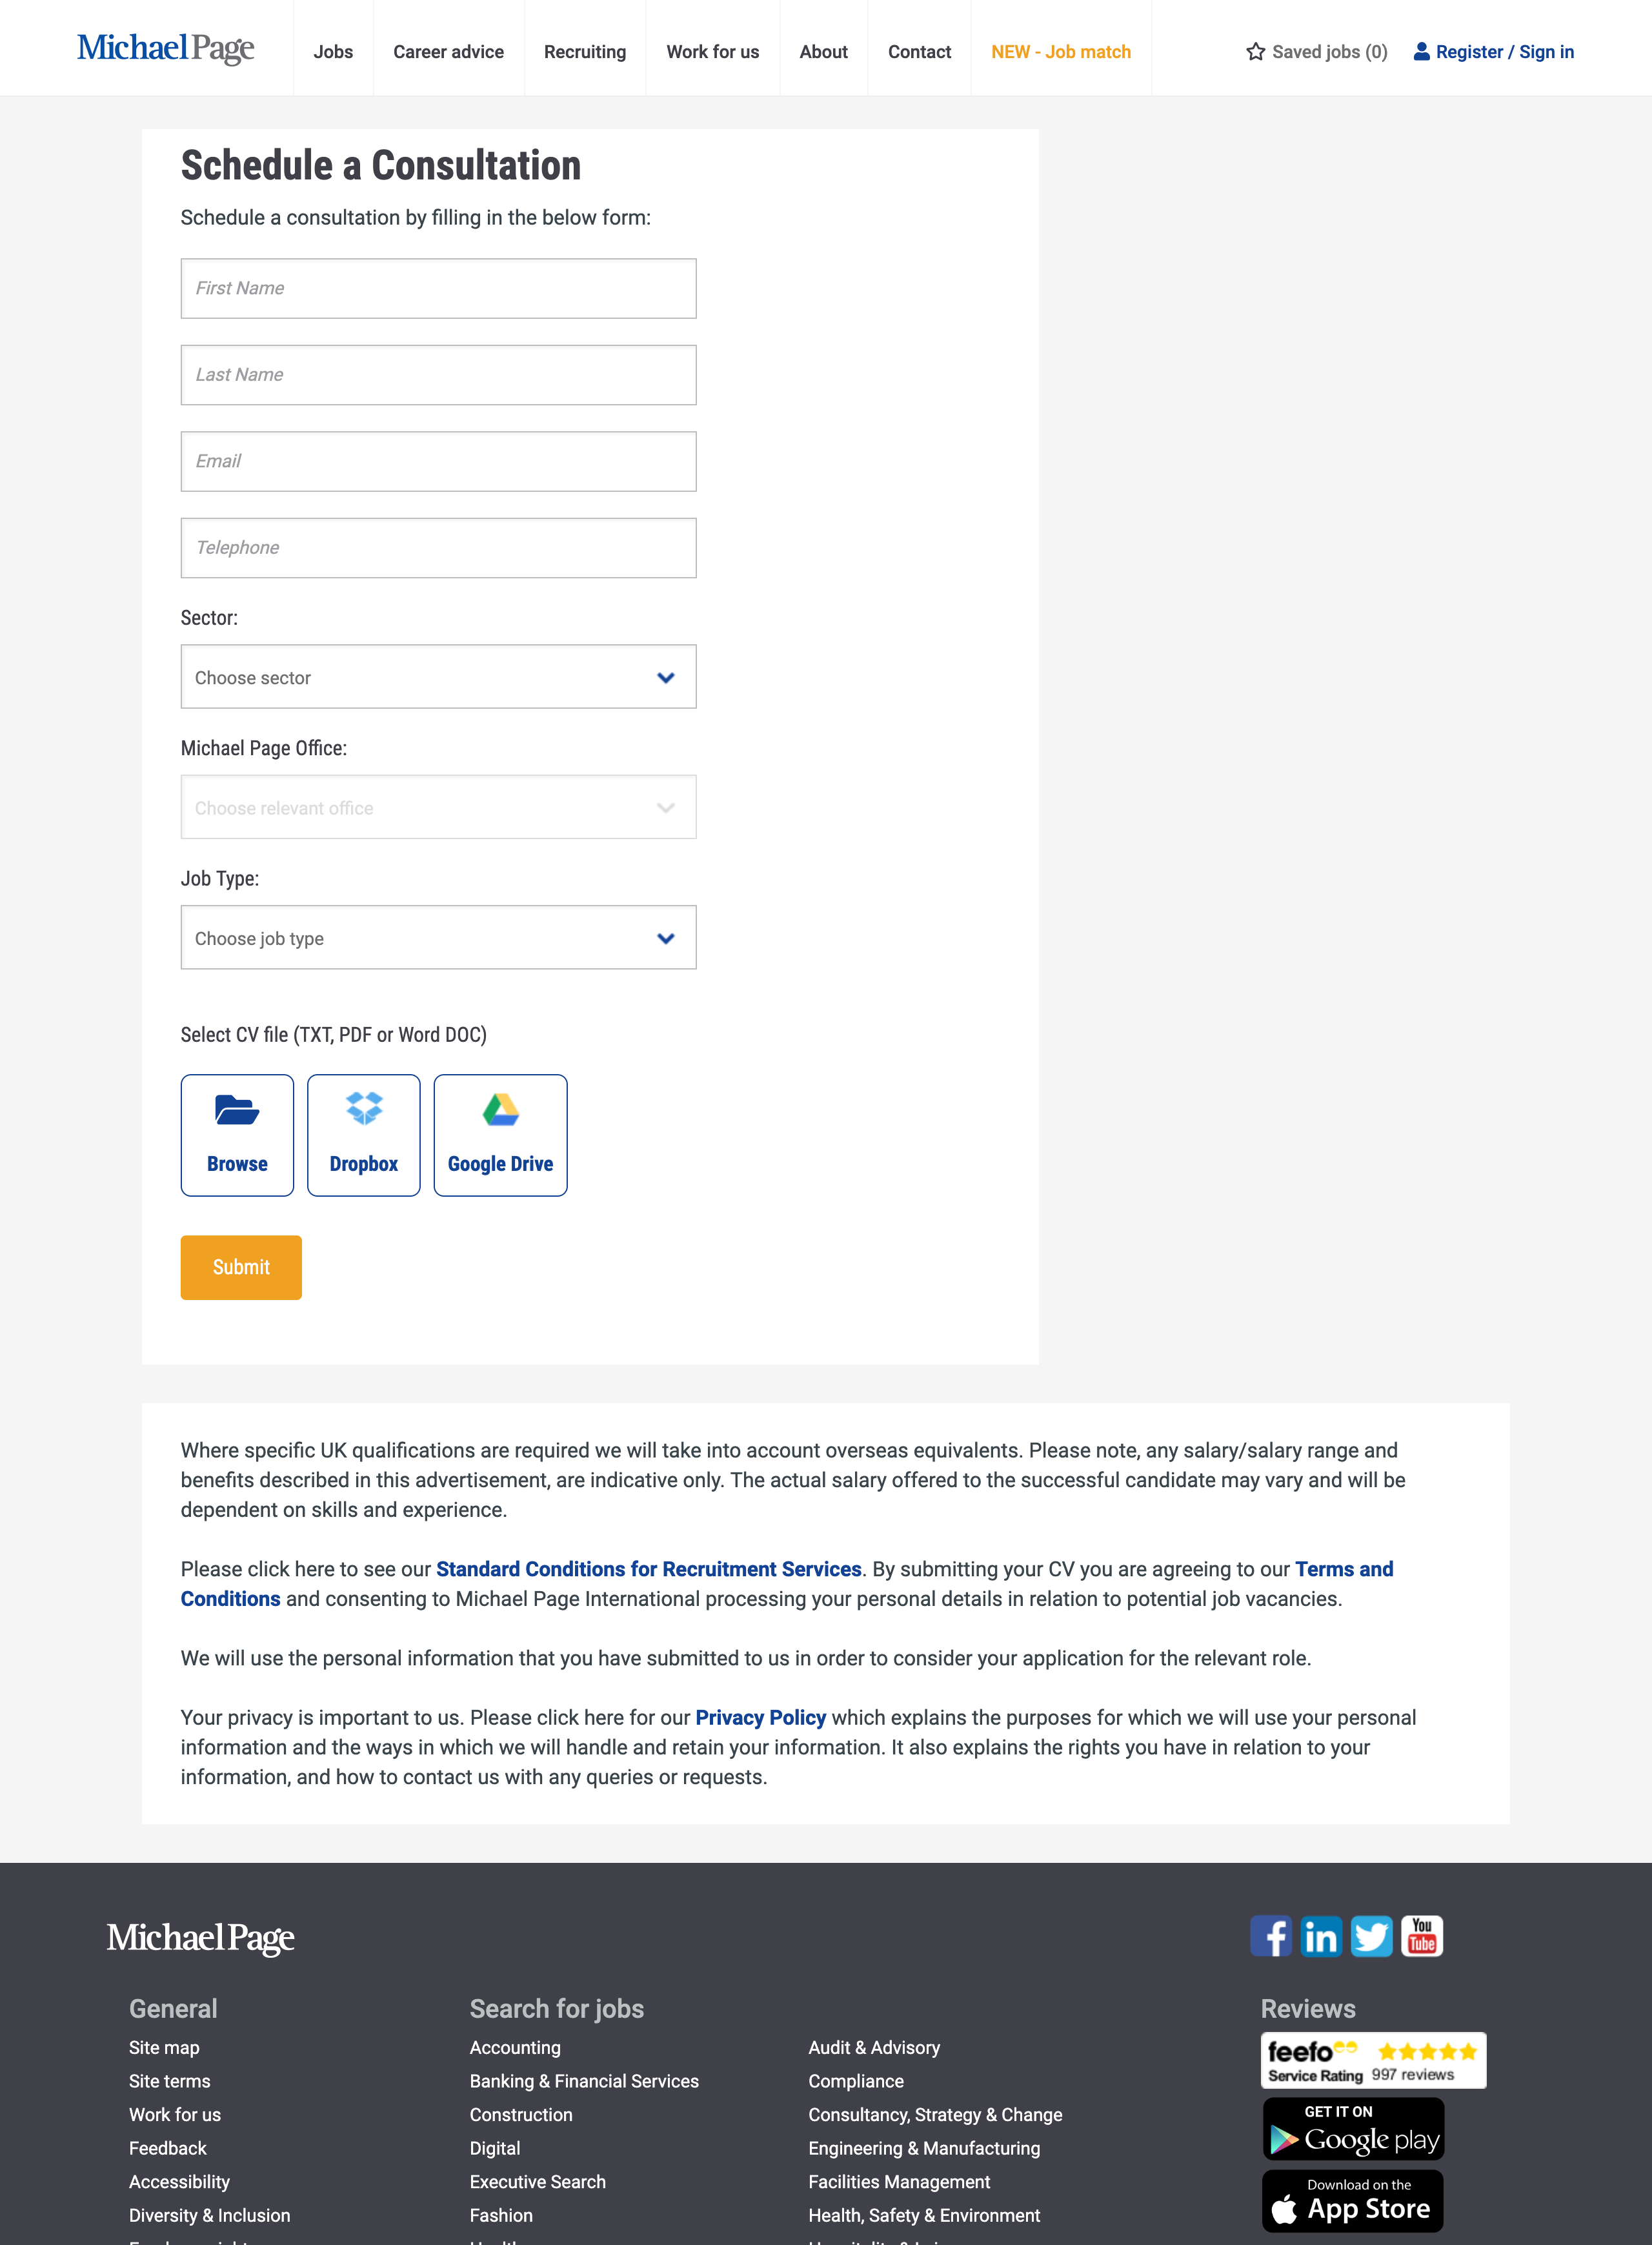 MichaelPage
Jobs
Career advice
Recruiting
Work for us
About
Contact
NEW - Job match
Saved jobs (0)
Register / Sign in
Schedule a Consultation
Schedule a consultation by filling in the below form:
First Name
Last Name
Email
Telephone
Sector:
Choose sector
Michael Page Office:
Choose relevant office
Job Type:
Choose job type
Select CV file (TXT, PDF or Word DOC)
Browse
Dropbox
Google Drive
Submit
Where specific UK qualifications are required we will take into account overseas equivalents. Please note, any salary/salary range and
benefits described in this advertisement, are indicative only. The actual salary offered to the successful candidate may vary and will be
dependent on skills and experience.
Please click here to see our Standard Conditions for Recruitment Services. By submitting your CV you are agreeing to our Terms and
Conditions and consenting to Michael Page International processing your personal details in relation to potential job vacancies.
We will use the personal information that you have submitted to us in order to consider your application for the relevant role.
Your privacy is important to us. Please click here for our Privacy Policy which explains the purposes for which we will use your personal
information and the ways in which we will handle and retain your information. It also explains the rights you have in relation to your
information, and how to contact us with any queries or requests.
MichaelPage
f
in
You
Tube
General
Site map
Site terms
Work for us
Feedback
Accessibility
Diversity & Inclusion
Search for jobs
Accounting
Banking & Financial Services
Construction
Digital
Executive Search
Fashion
Audit & Advisory
Compliance
Consultancy, Strategy & Change
Engineering & Manufacturing
Facilities Management
Health, Safety & Environment
Reviews
feefo
Service Rating 997 reviews
GET IT ON
Google play
Download on the
App Store